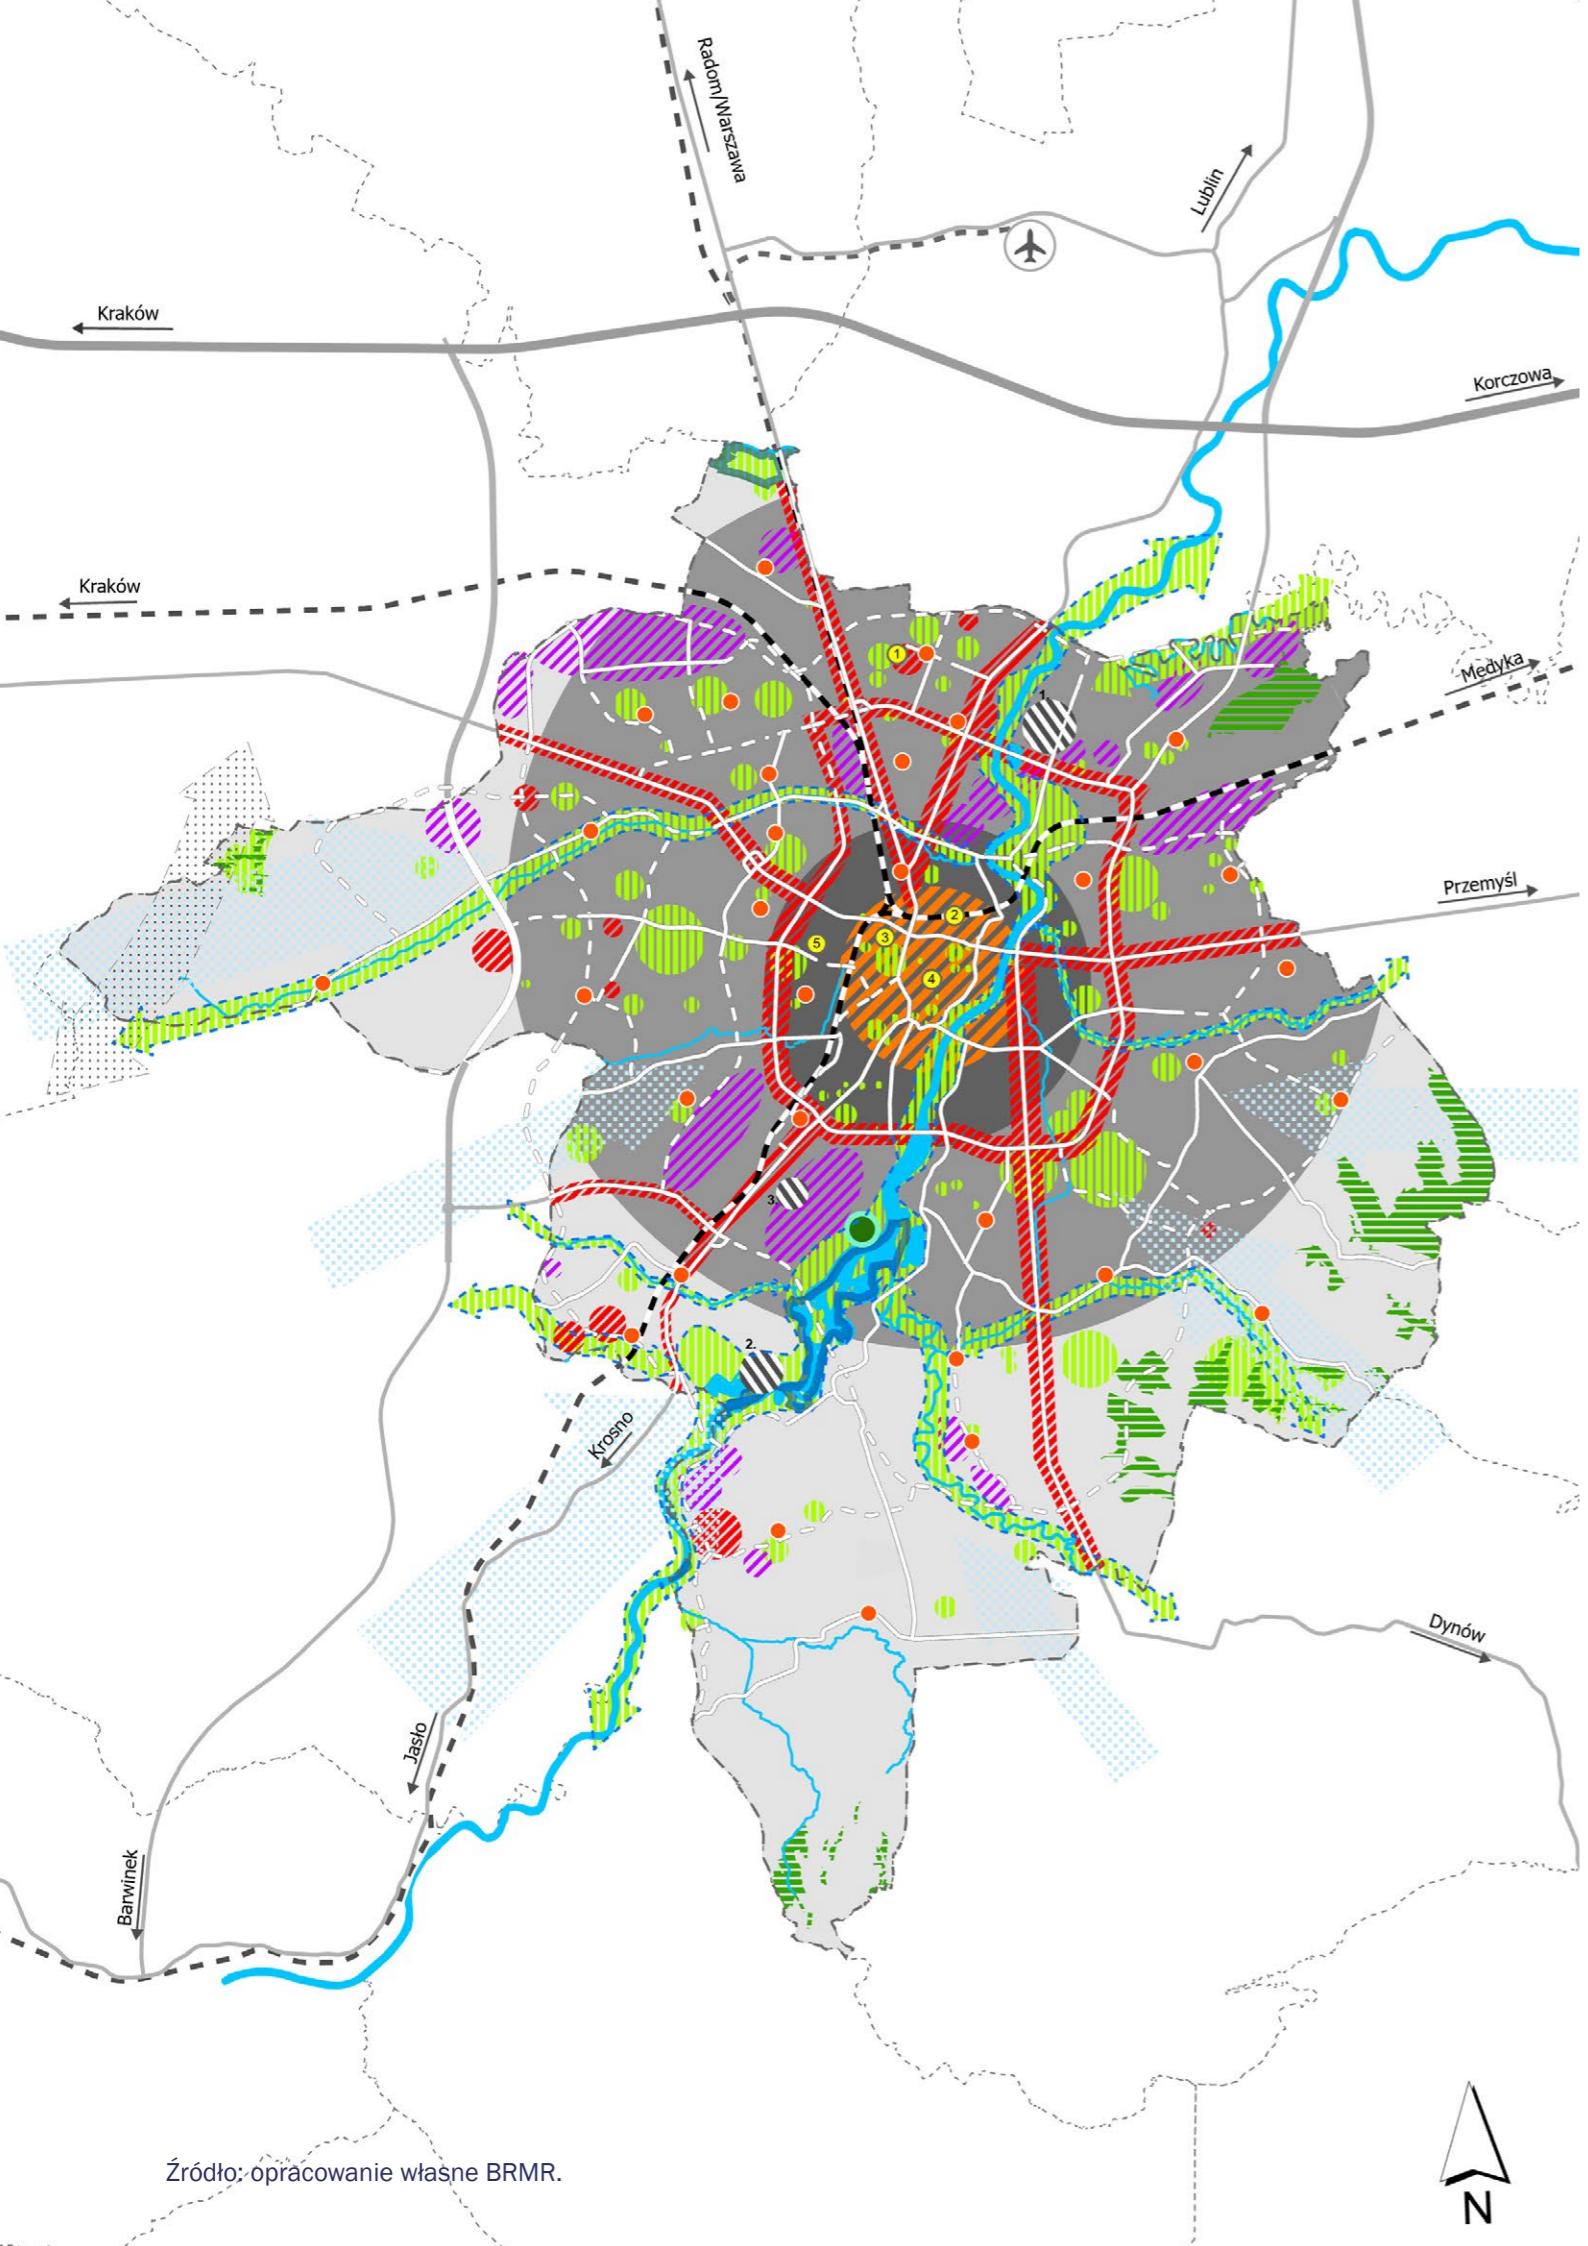 Radom/Warszawa
Lublin
Kraków
Korczowa
Kraków
Medyka
1
1.
Przemyśl
2
3
5
4
3.
2.
Krosno
Dynów
Jasło
Barwinek
Źródło: opracowanie własne BRMR.
N